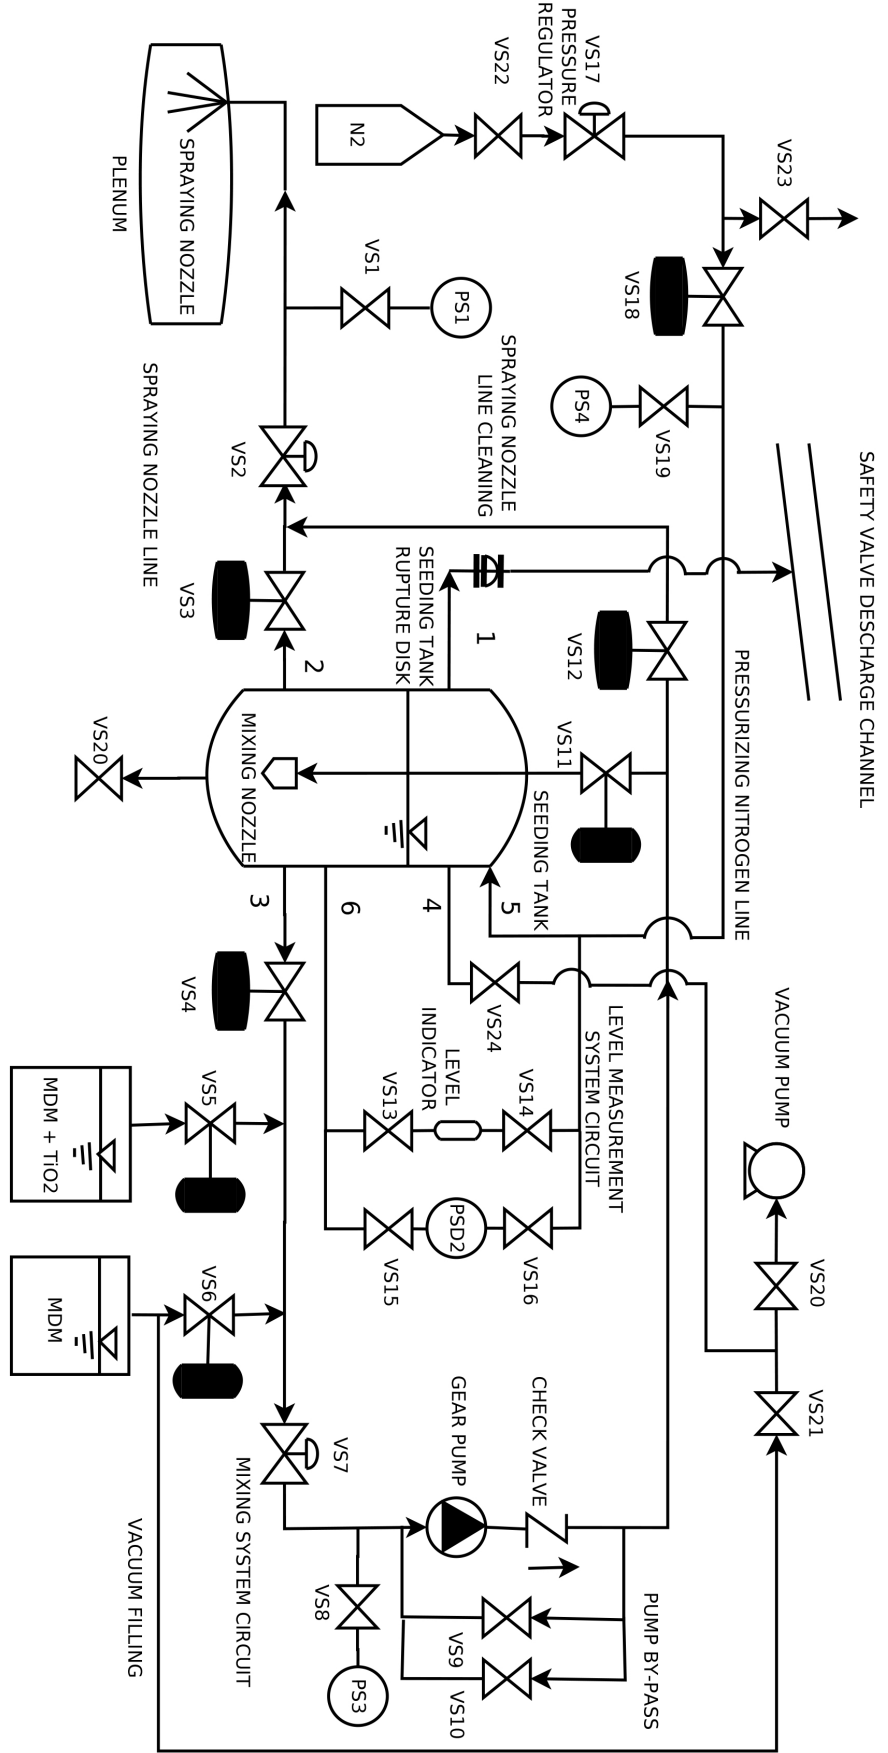 SAFETY VALVE DESCHARGE CHANNEL
VS20
VS21
VS23
VACUUM PUMP
PRESSURIZING NITROGEN LINE
VS19
PUMP BY-PASS
VS18
LEVEL MEASUREMENT
SYSTEM CIRCUIT
VS17
PRESSURE
REGULATOR
PS4
VS12
VS11
SEEDING TANK
CHECK VALVE
VS14
VS16
SPRAYING NOZZLE
LINE CLEANING
5
VS22
VS24
1
PS1
GEAR PUMP
VS9
VS10
PSD2
LEVEL
INDICATOR
4
SEEDING TANK
RUPTURE DISK
VS13
VS15
VS1
N2
6
PS3
VS7
VS8
2
3
MIXING NOZZLE
MIXING SYSTEM CIRCUIT
VS2
VS3
VS4
VS5
VS6
SPRAYING NOZZLE
SPRAYING NOZZLE LINE
VACUUM FILLING
PLENUM
VS20
MDM + TiO2
MDM